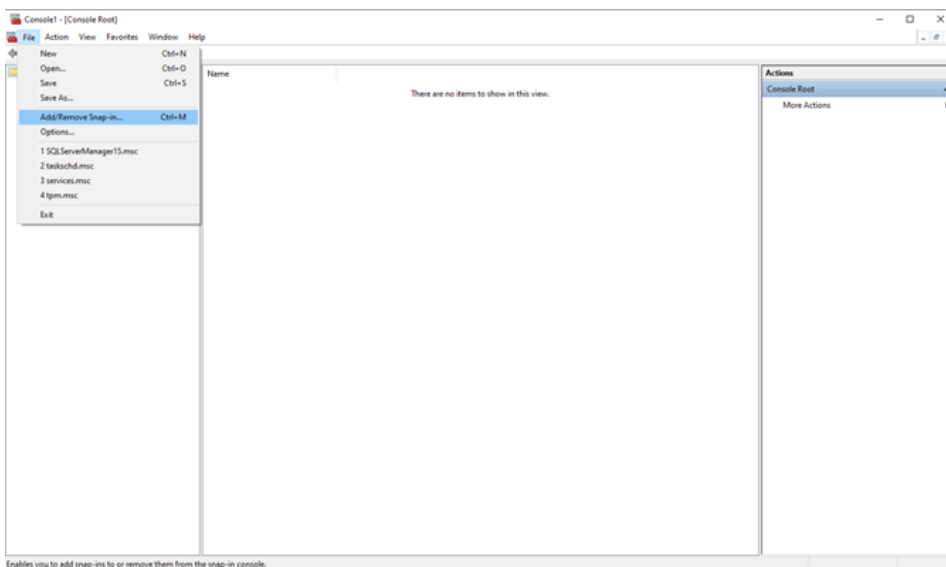 Console1 - [Console Root]
File Action View Favorites Window Help
New Ctrl+N
Open... Ctrl+O
Save Ctrl+S
Save As...
Add/Remove Snap-in... Ctrl+M
Options...
1 SQLServerManager15.msc
2 taskschd.msc
3 services.msc
4 tpm.msc
Exit
Name
There are no items to show in this view.
Actions
Console Root
More Actions
Enables you to add snap-ins to or remove them from the snap-in console.